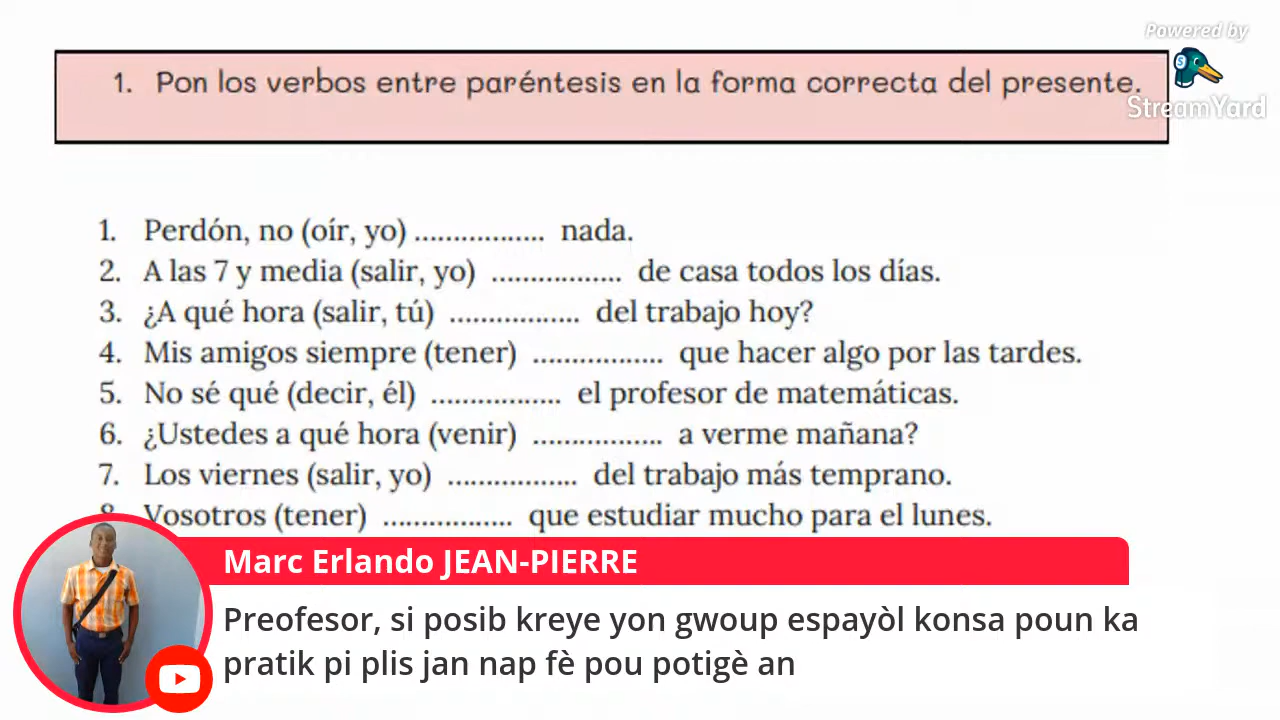 Powered by
StreamYard
1. Pon los verbos entre paréntesis en la forma correcta del presente.
1. Perdón, no (oír, yo) ................. nada.
2. A las 7 y media (salir, yo) ................. de casa todos los días.
3. ¿A qué hora (salir, tú) ................. del trabajo hoy?
4. Mis amigos siempre (tener) ................. que hacer algo por las tardes.
5. No sé qué (decir, él) ................. el profesor de matemáticas.
6. ¿Ustedes a qué hora (venir) ................. a verme mañana?
7. Los viernes (salir, yo) ................. del trabajo más temprano.
8. Vosotros (tener) ................. que estudiar mucho para el lunes.
Marc Erlando JEAN-PIERRE
Preofesor, si posib kreye yon gwoup espayòl konsa poun ka
pratik pi plis jan nap fè pou potigè an